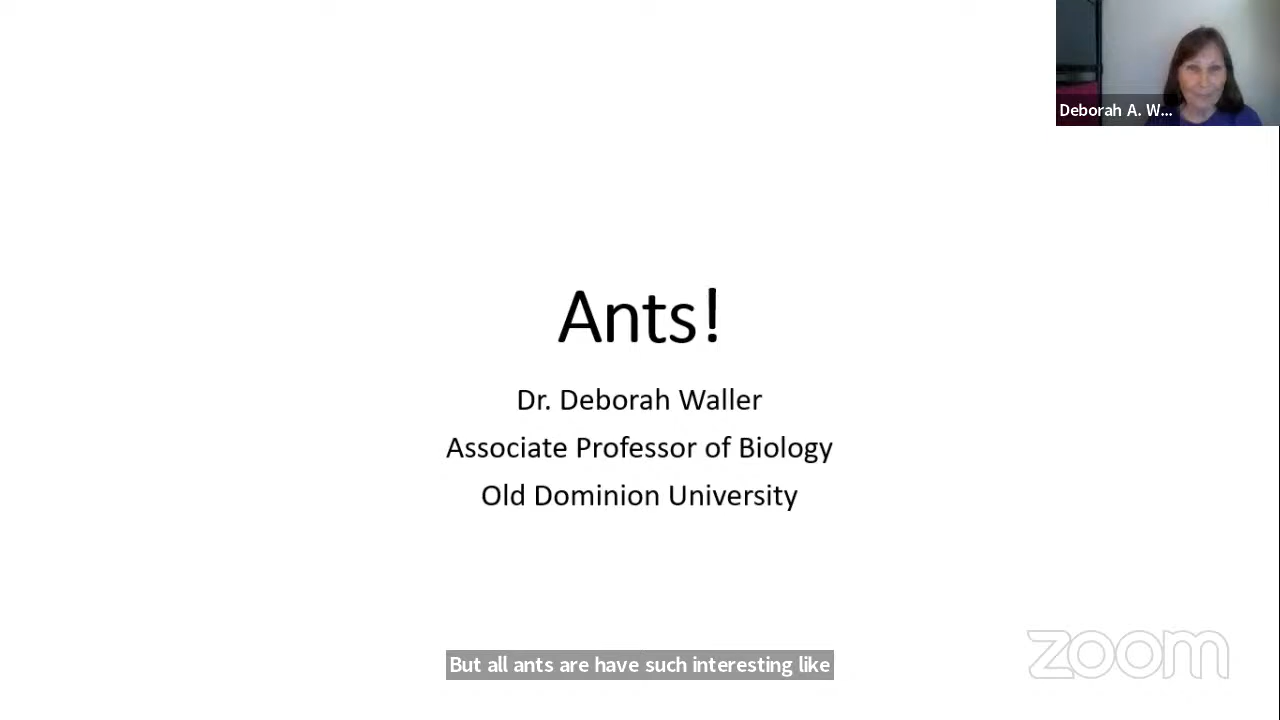 Deborah A. W...
Ants!
Dr. Deborah Waller
Associate Professor of Biology
Old Dominion University
But all ants are have such interesting like
zoom